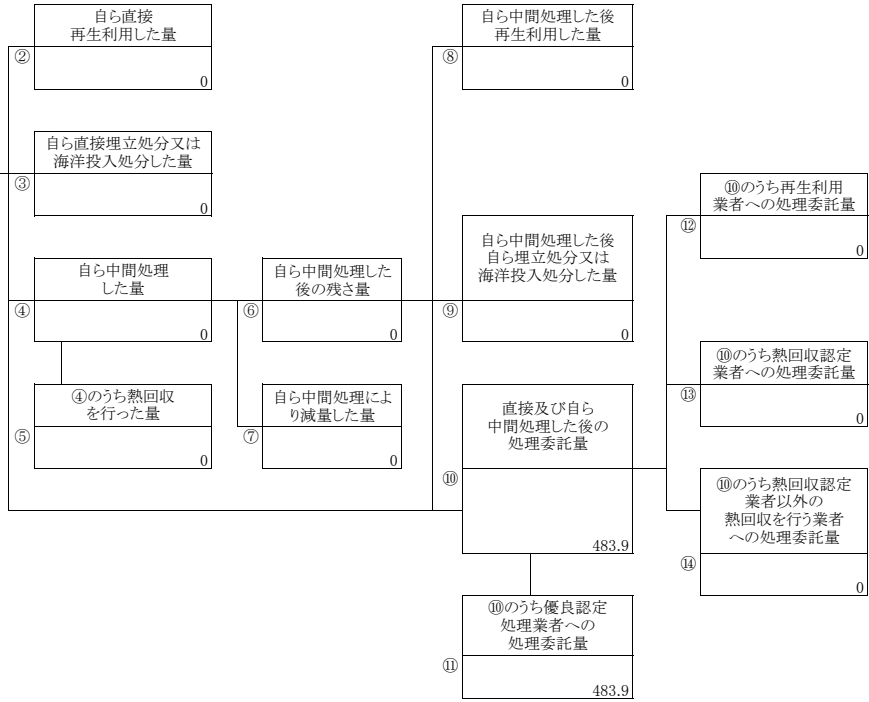 自ら直接
再生利用した量
②
0
自ら直接埋立処分又は
海洋投入処分した量
③
0
自ら中間処理
した量
④
0
④のうち熱回収
を行った量
⑤
0
自ら中間処理した
後の残さ量
⑥
0
自ら中間処理によ
り減量した量
⑦
0
自ら中間処理した後
再生利用した量
⑧
0
自ら中間処理した後
自ら埋立処分又は
海洋投入処分した量
⑨
0
直接及び自ら
中間処理した後の
処理委託量
⑩
483.9
⑩のうち優良認定
処理業者への
処理委託量
⑪
483.9
⑩のうち再生利用
業者への処理委託量
⑫
0
⑩のうち熱回収認定
業者への処理委託量
⑬
0
⑩のうち熱回収認定
業者以外の
熱回収を行う業者
への処理委託量
⑭
0